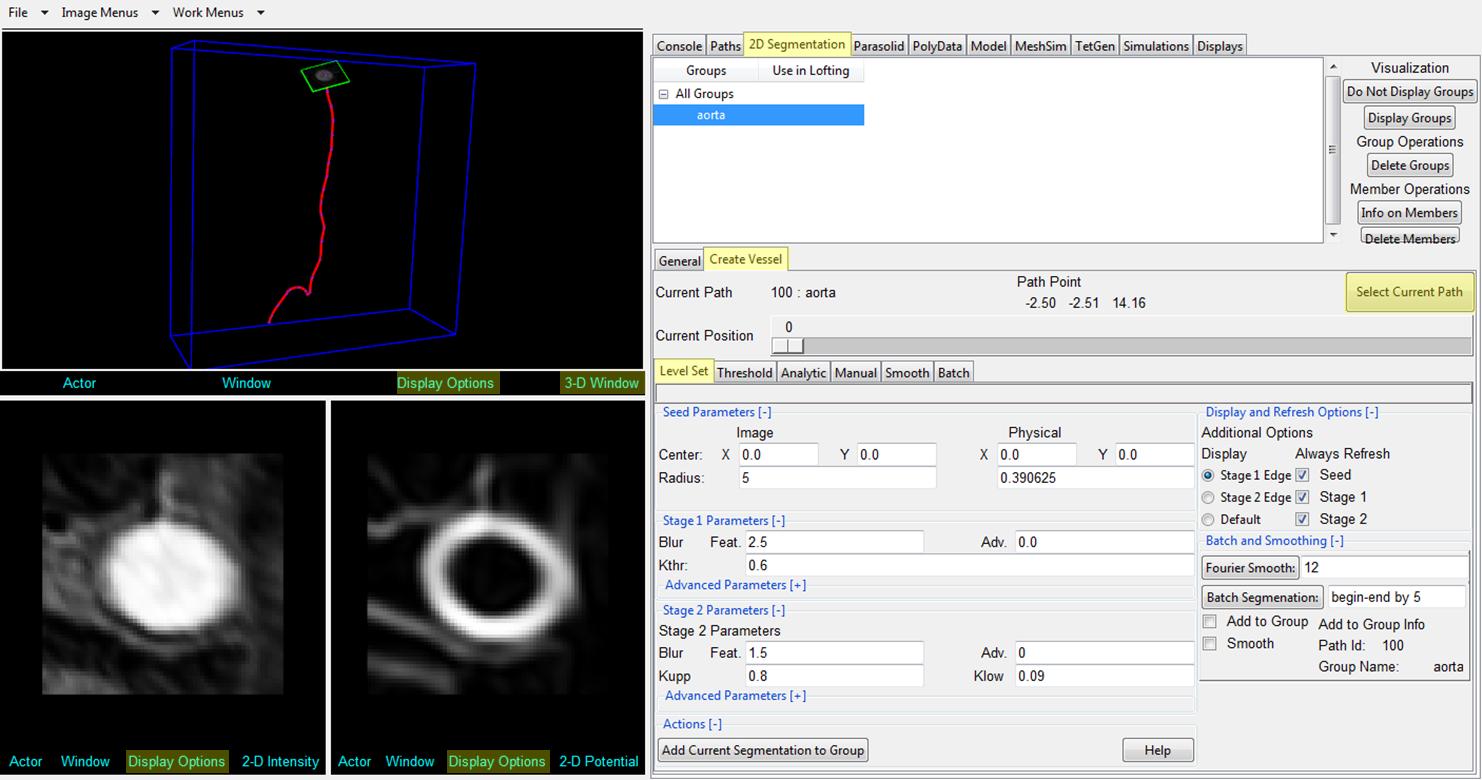 File Image Menus Work Menus
Console Paths 2D Segmentation Parasolid PolyData Model MeshSim TetGen Simulations Displays
Groups Use in Lofting
All Groups
aorta
Visualization
Do Not Display Groups
Display Groups
Group Operations
Delete Groups
Member Operations
Info on Members
Delete Members
Actor Window Display Options 3-D Window
General Create Vessel
Current Path 100 : aorta
Path Point
-2.50 -2.51 14.16
Select Current Path
Current Position 0
Level Set Threshold Analytic Manual Smooth Batch
Seed Parameters [-]
Image Physical
Center: X 0.0 Y 0.0 X 0.0 Y 0.0
Radius: 5 0.390625
Stage 1 Parameters [-]
Blur Feat. 2.5 Adv. 0.0
Kthr: 0.6
Advanced Parameters [+]
Stage 2 Parameters [-]
Stage 2 Parameters
Blur Feat. 1.5 Adv. 0
Kupp 0.8 Klow 0.09
Advanced Parameters [+]
Actions [-]
Add Current Segmentation to Group Help
Display and Refresh Options [-]
Additional Options
Display Always Refresh
Stage 1 Edge Seed
Stage 2 Edge Stage 1
Default Stage 2
Batch and Smoothing [-]
Fourier Smooth: 12
Batch Segmenation: begin-end by 5
Add to Group Add to Group Info
Smooth Path Id: 100
Group Name: aorta
Actor Window Display Options 2-D Intensity
Actor Window Display Options 2-D Potential